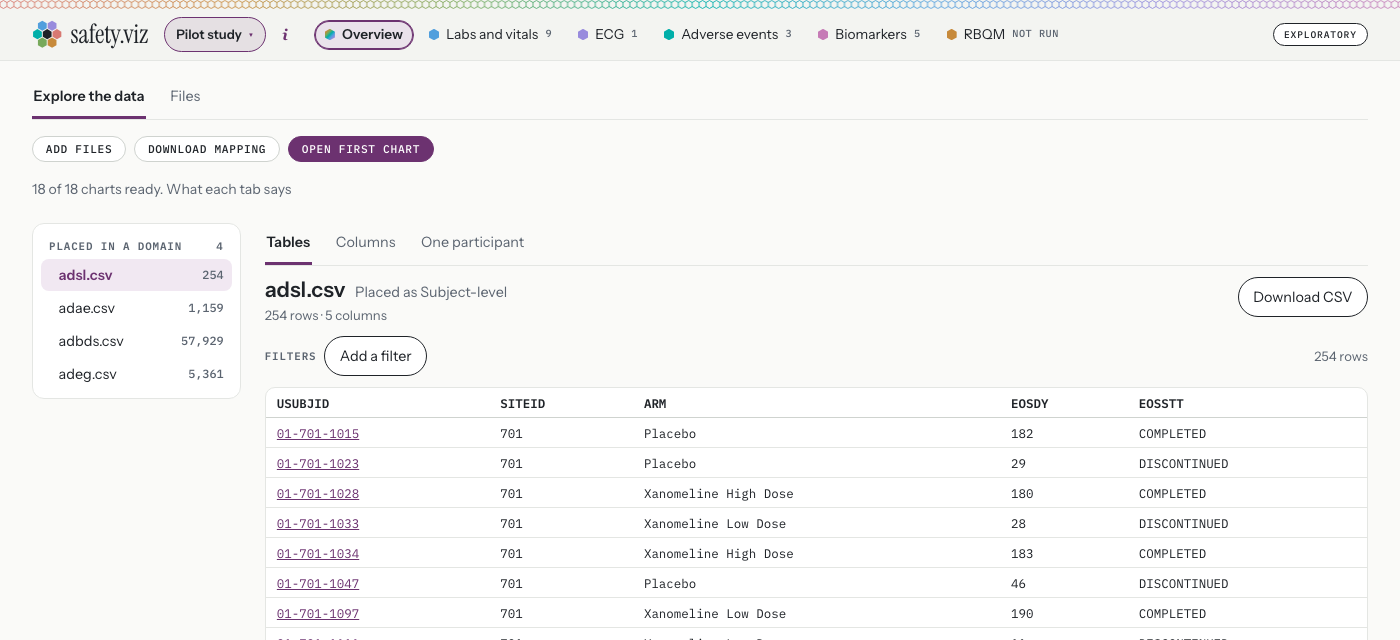 safety.viz Pilot study i Overview Labs and vitals 9 ECG 1 Adverse events 3 Biomarkers 5 RBQM NOT RUN EXPLORATORY
Explore the data Files
ADD FILES DOWNLOAD MAPPING OPEN FIRST CHART
18 of 18 charts ready. What each tab says
PLACED IN A DOMAIN 4
adsl.csv 254
adae.csv 1,159
adbds.csv 57,929
adeg.csv 5,361
Tables Columns One participant
adsl.csv Placed as Subject-level Download CSV
254 rows · 5 columns
FILTERS Add a filter 254 rows
USUBJID SITEID ARM EOSDY EOSSTT
01-701-1015 701 Placebo 182 COMPLETED
01-701-1023 701 Placebo 29 DISCONTINUED
01-701-1028 701 Xanomeline High Dose 180 COMPLETED
01-701-1033 701 Xanomeline Low Dose 28 DISCONTINUED
01-701-1034 701 Xanomeline High Dose 183 COMPLETED
01-701-1047 701 Placebo 46 DISCONTINUED
01-701-1097 701 Xanomeline Low Dose 190 COMPLETED